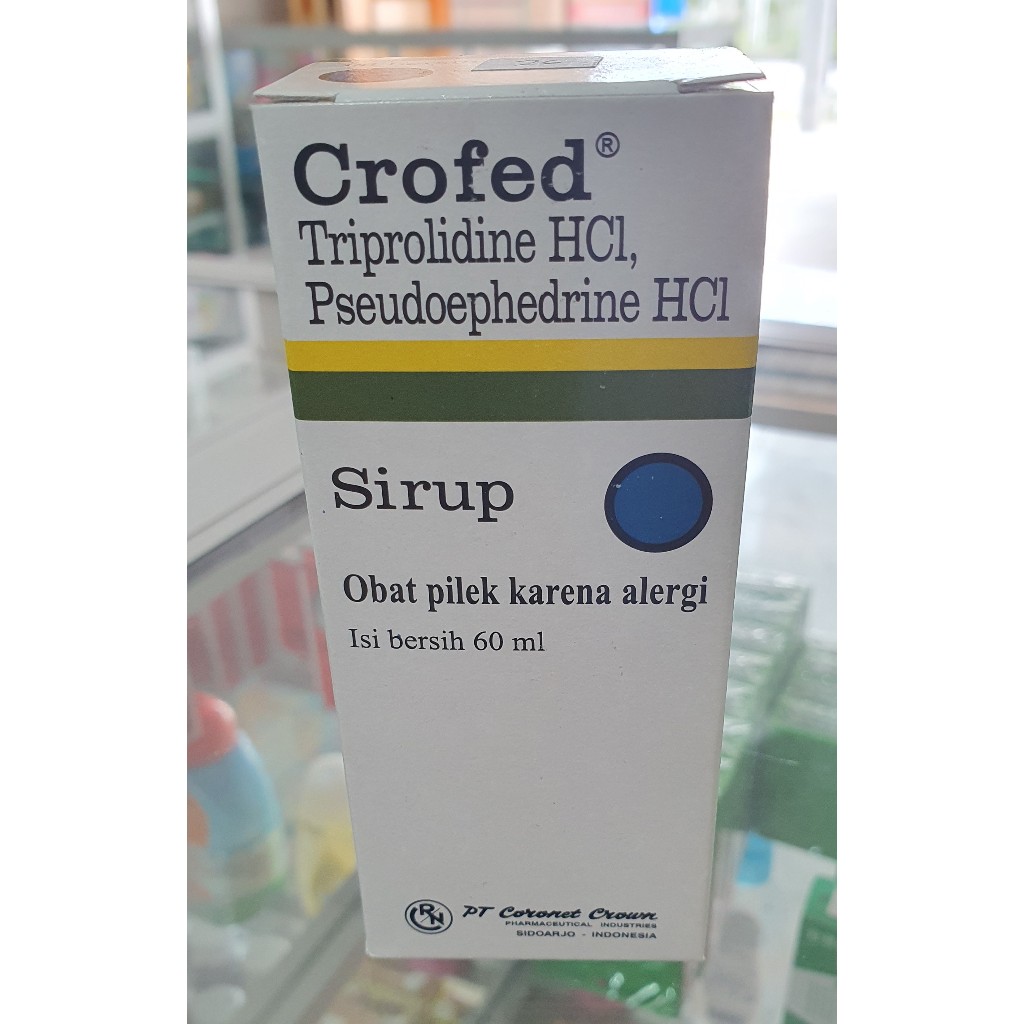 Crofed®
Triprolidine HCl,
Pseudoephedrine HCl
Sirup
Obat pilek karena alergi
Isi bersih 60 ml
CRN PT Coronet Crown
PHARMACEUTICAL INDUSTRIES
SIDOARJO - INDONESIA